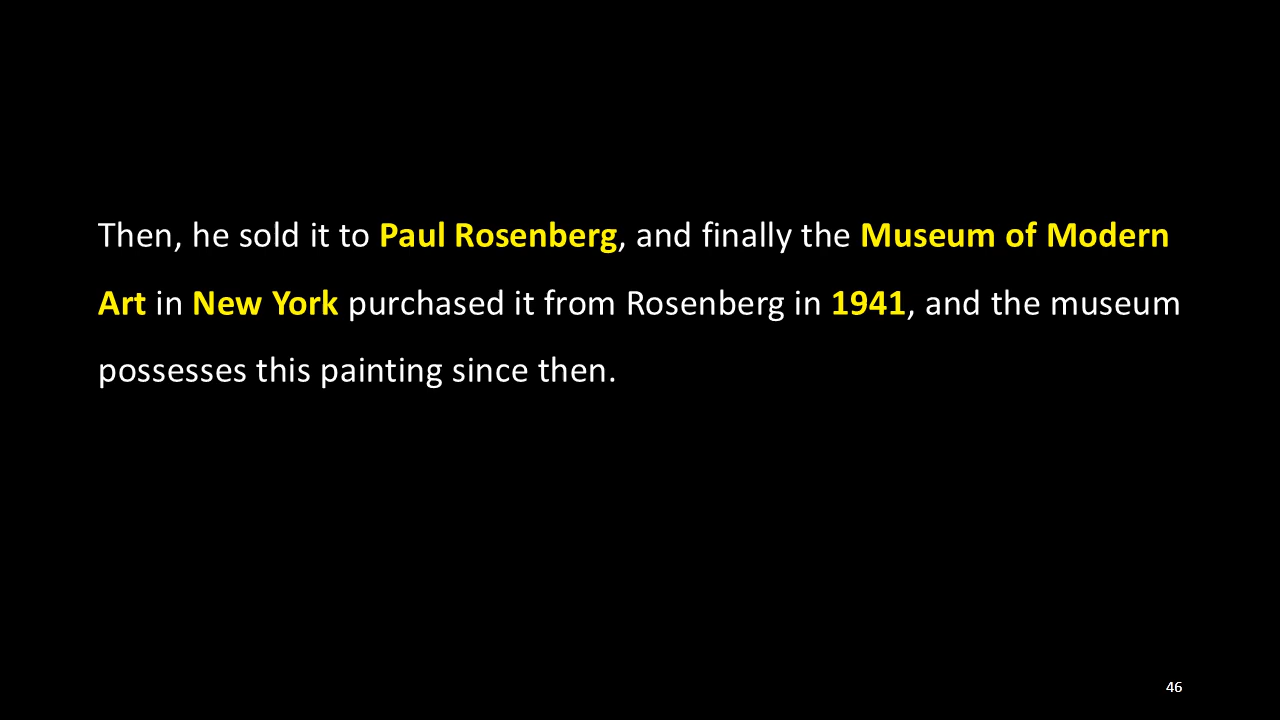 Then, he sold it to Paul Rosenberg, and finally the Museum of Modern
Art in New York purchased it from Rosenberg in 1941, and the museum
possesses this painting since then.
46